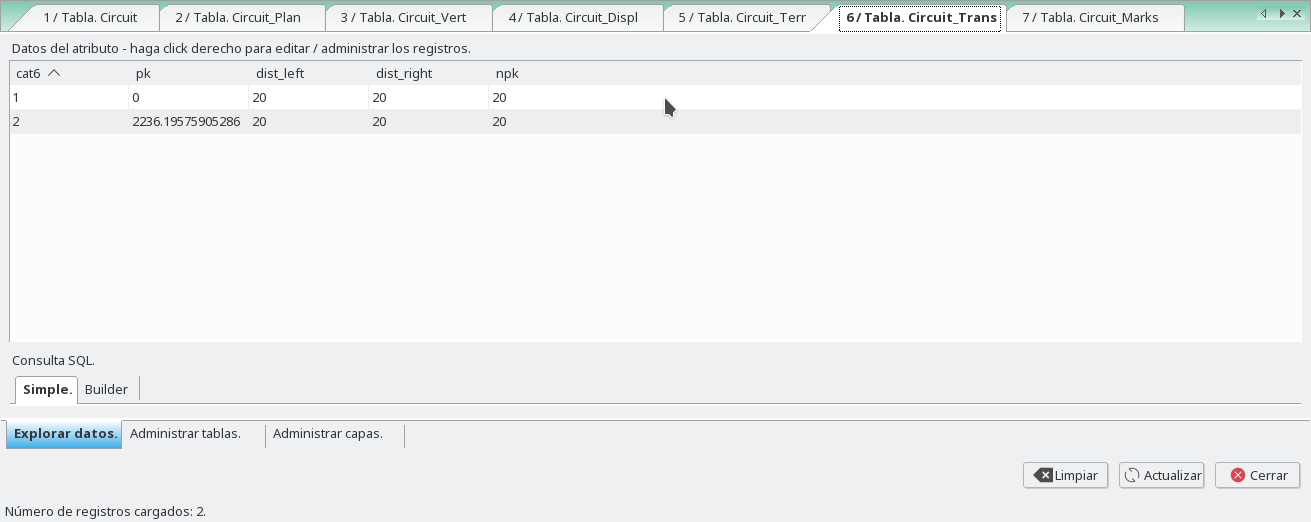 1 / Tabla. Circuit 2 / Tabla. Circuit_Plan 3 / Tabla. Circuit_Vert 4 / Tabla. Circuit_Displ 5 / Tabla. Circuit_Terr 6 / Tabla. Circuit_Trans 7 / Tabla. Circuit_Marks
Datos del atributo - haga click derecho para editar / administrar los registros.
cat6 pk dist_left dist_right npk
1 0 20 20 20
2 2236.19575905286 20 20 20
Consulta SQL.
Simple. Builder
Explorar datos. Administrar tablas. Administrar capas.
Limpiar Actualizar Cerrar
Número de registros cargados: 2.